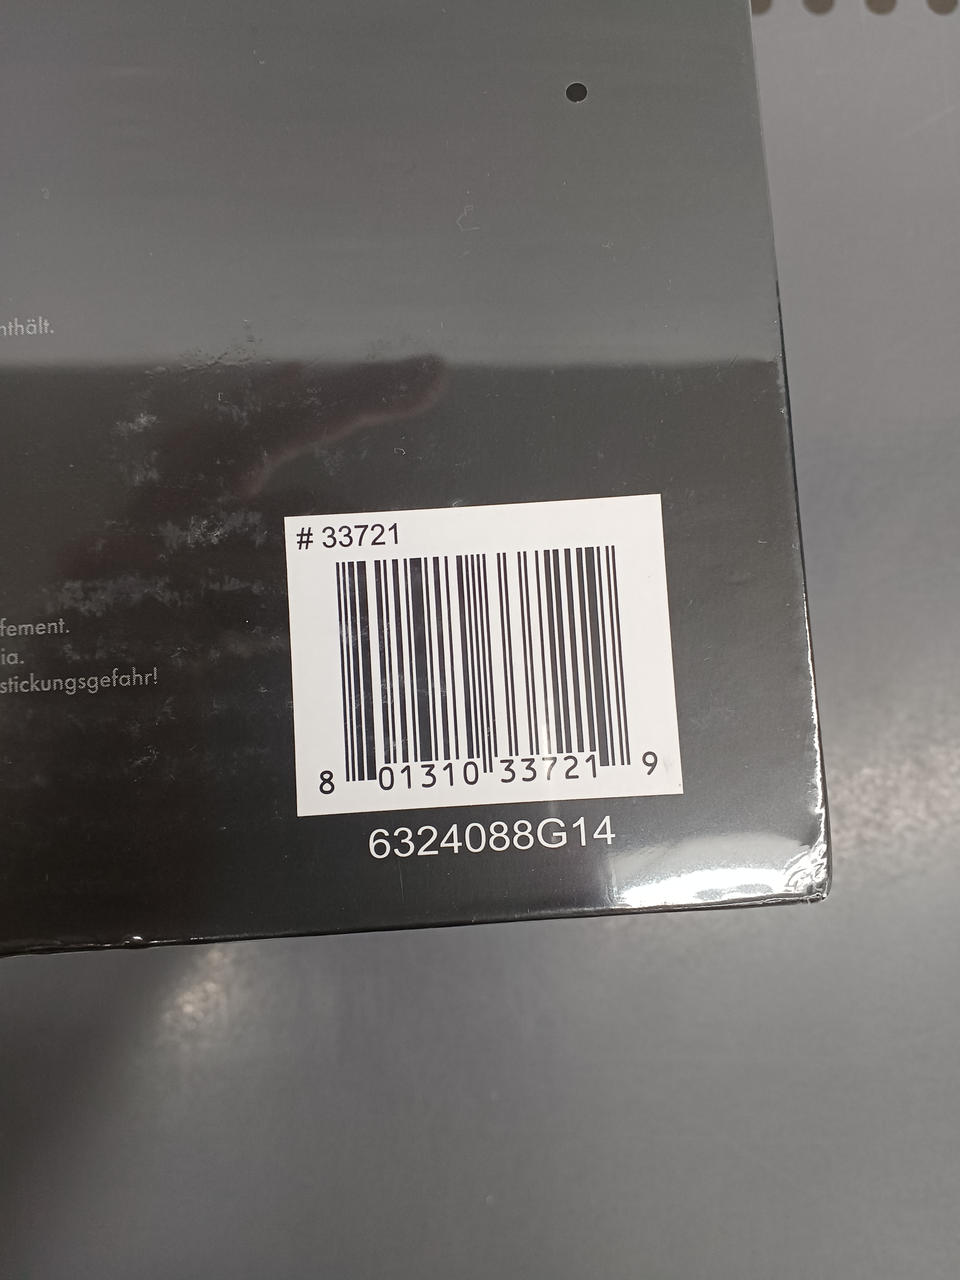 nthält.
# 33721
fement.
ia.
stickungsgefahr!
8 01310 33721 9
6324088G14